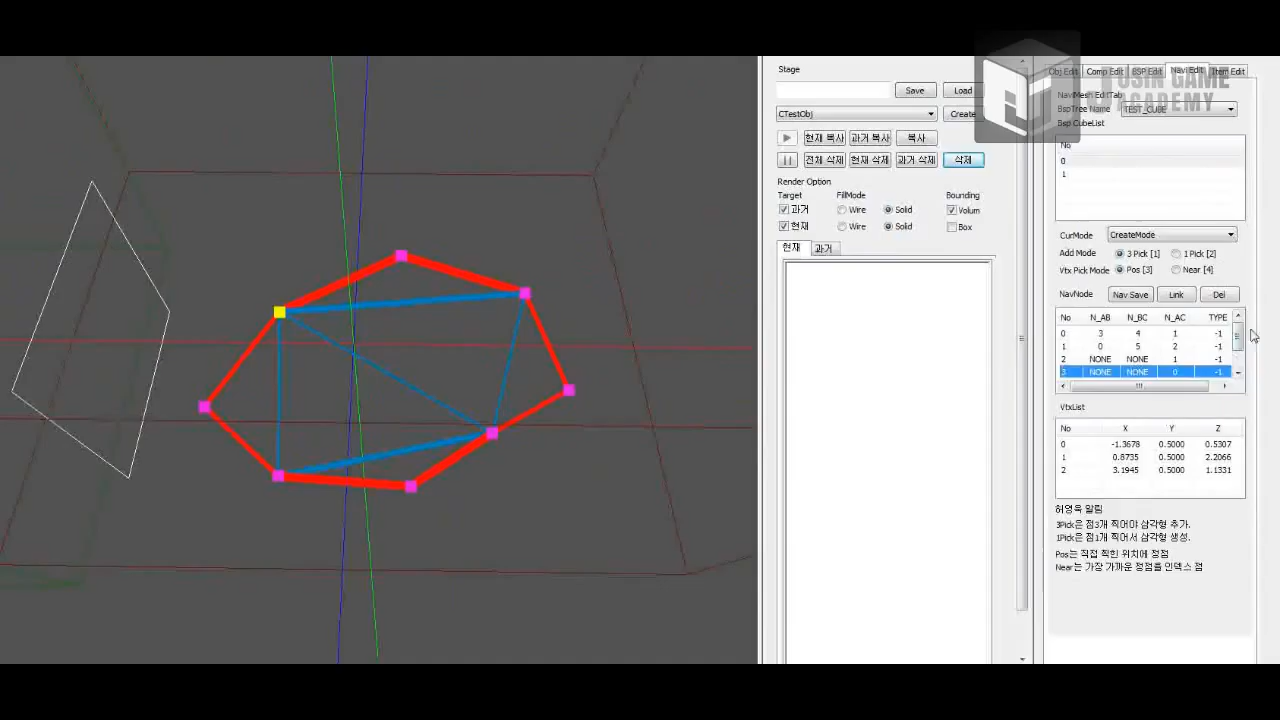 Stage
Save
Load
CTestObj
Create
현재 복사
과거 복사
복사
전체 삭제
현재 삭제
과거 삭제
삭제
Render Option
Target
FillMode
Bounding
과거
Wire
Solid
Volum
현재
Wire
Solid
Box
현재
과거
Obj Edit
Comp Edit
BSP Edit
Navi Edit
Item Edit
GAME
ACADEMY
NaviMesh EditTab
BspTree Name
TEST_CUBE
Bsp CubeList
No
0
1
CurMode
CreateMode
Add Mode
3 Pick [1]
1 Pick [2]
Vtx Pick Mode
Pos [3]
Near [4]
NavNode
Nav Save
Link
Del
No N_AB N_BC N_AC TYPE
0 3 4 1 -1
1 0 5 2 -1
2 NONE NONE 1 -1
3 NONE NONE 0 -1
VtxList
No X Y Z
0 -1.3678 0.5000 0.5307
1 0.8735 0.5000 2.2066
2 3.1945 0.5000 1.1331
허영욱 알림
3Pick은 점3개 찍어야 삼각형 추가.
1Pick은 점1개 찍어서 삼각형 생성.
Pos는 직접 찍힌 위치에 정점
Near는 가장 가까운 정점을 인덱스 점